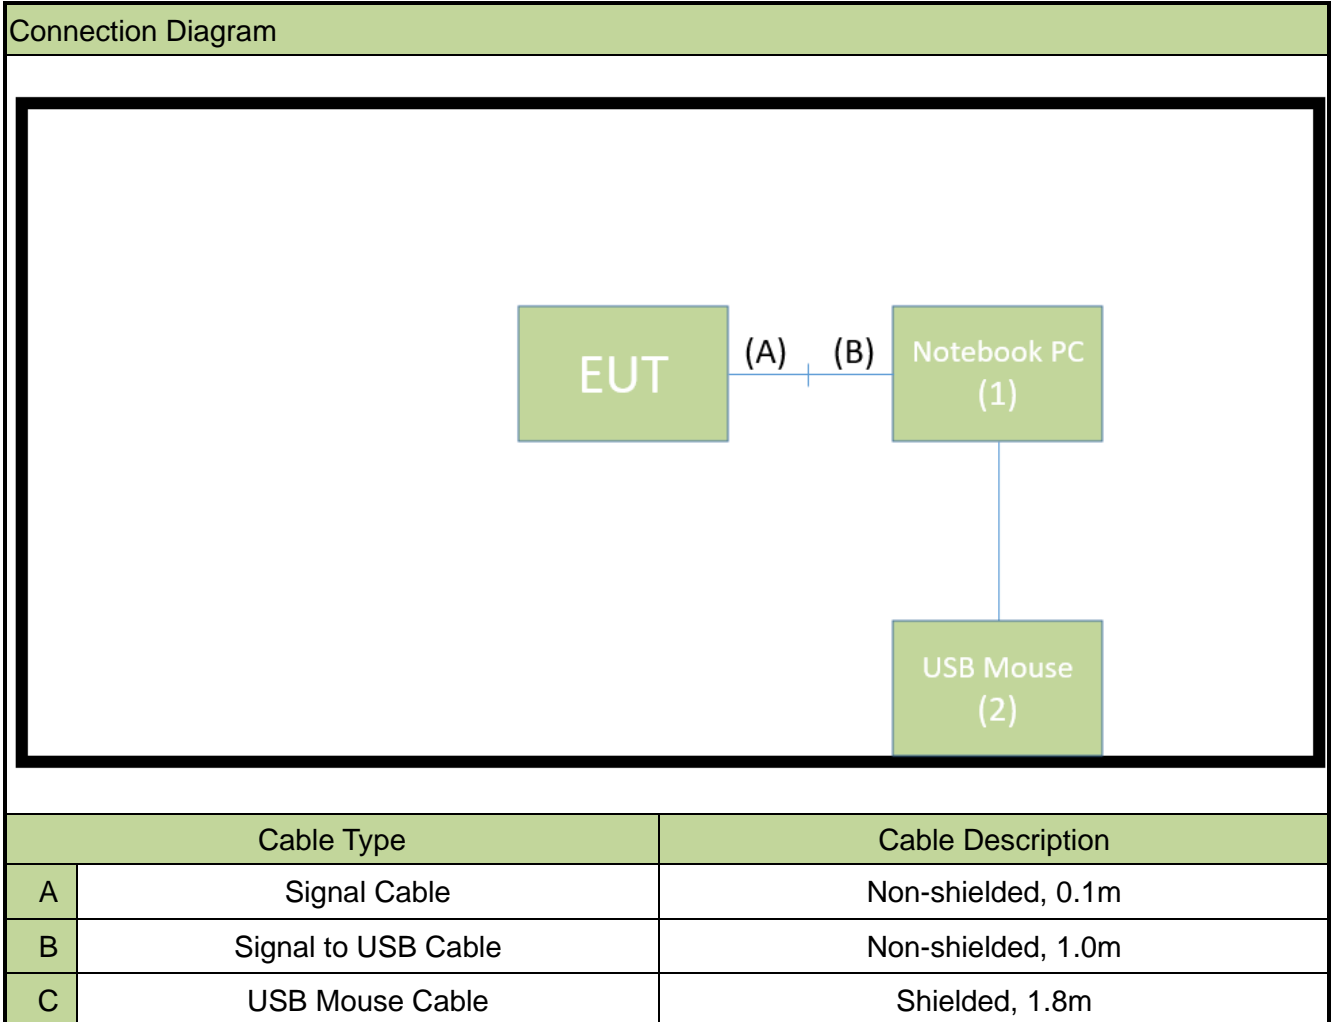 Connection Diagram
EUT
(A)
(B)
Notebook PC
(1)
USB Mouse
(2)
Cable Type
Cable Description
A
Signal Cable
Non-shielded, 0.1m
B
Signal to USB Cable
Non-shielded, 1.0m
C
USB Mouse Cable
Shielded, 1.8m